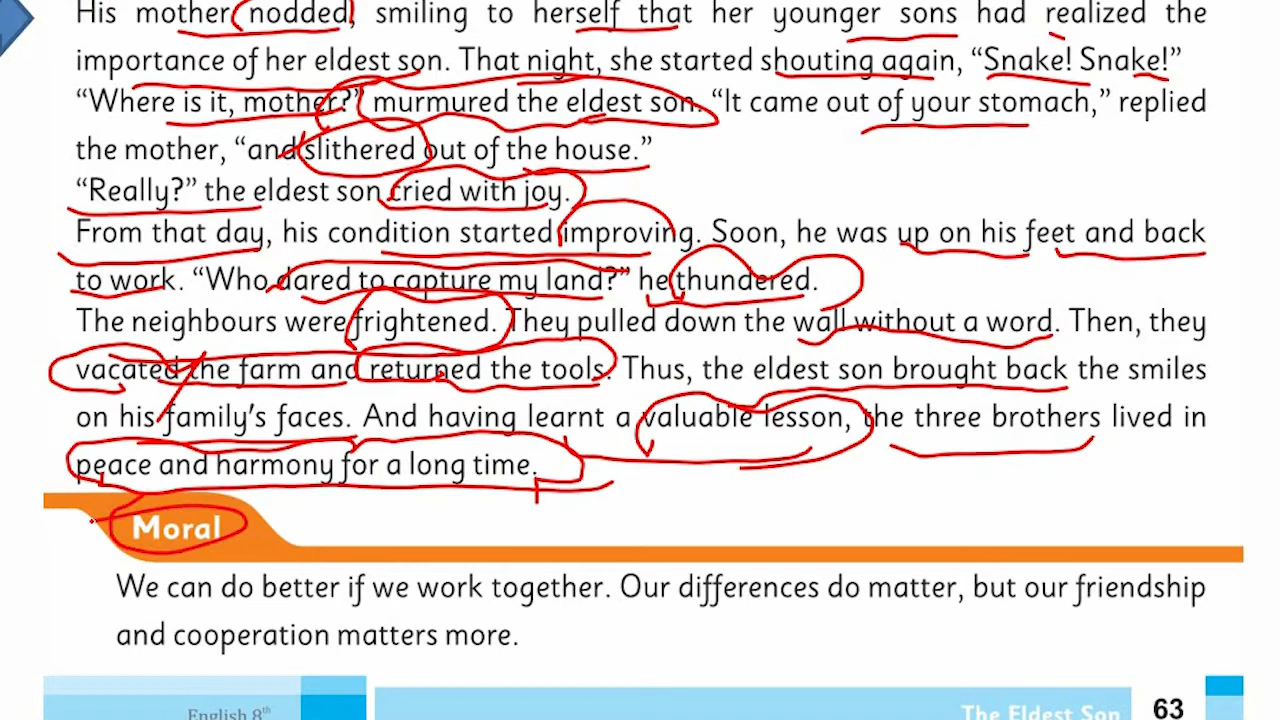 His mother nodded, smiling to herself that her younger sons had realized the
importance of her eldest son. That night, she started shouting again, “Snake! Snake!”
“Where is it, mother?” murmured the eldest son. “It came out of your stomach,” replied
the mother, “and slithered out of the house.”
“Really?” the eldest son cried with joy.
From that day, his condition started improving. Soon, he was up on his feet and back
to work. “Who dared to capture my land?” he thundered.
The neighbours were frightened. They pulled down the wall without a word. Then, they
vacated the farm and returned the tools. Thus, the eldest son brought back the smiles
on his family’s faces. And having learnt a valuable lesson, the three brothers lived in
peace and harmony for a long time.
Moral
We can do better if we work together. Our differences do matter, but our friendship
and cooperation matters more.
English 8th
The Eldest Son
63